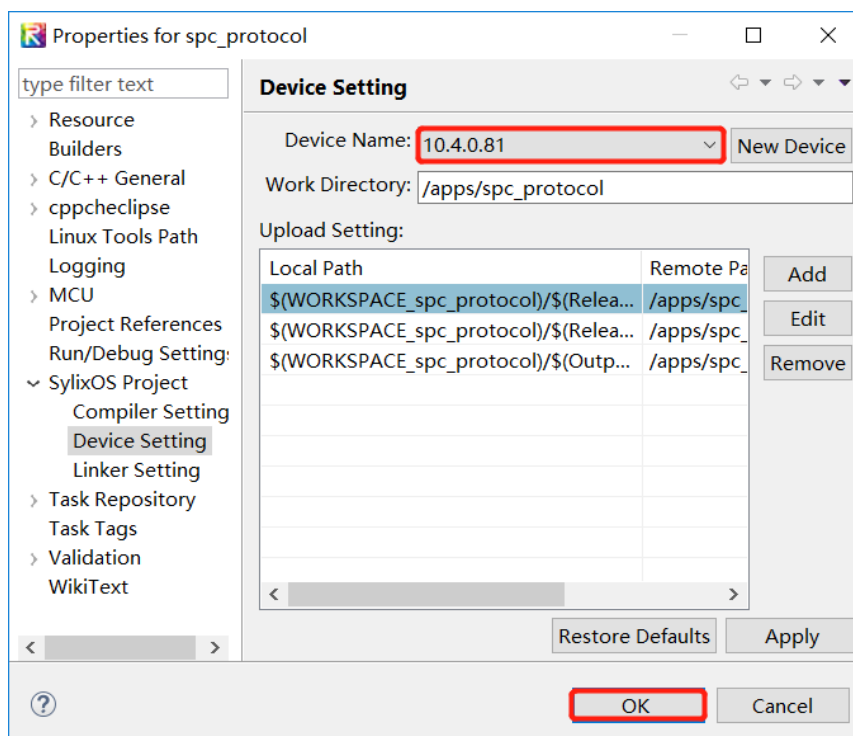 Properties for spc_protocol
type filter text
Resource
Builders
C/C++ General
cppcheclipse
Linux Tools Path
Logging
MCU
Project References
Run/Debug Setting
SylixOS Project
Compiler Setting
Device Setting
Linker Setting
Task Repository
Task Tags
Validation
WikiText
Device Setting
Device Name: 10.4.0.81 New Device
Work Directory: /apps/spc_protocol
Upload Setting:
Local Path Remote Pa
$(WORKSPACE_spc_protocol)/$(Relea... /apps/spc_
$(WORKSPACE_spc_protocol)/$(Relea... /apps/spc_
$(WORKSPACE_spc_protocol)/$(Outp... /apps/spc_
Add
Edit
Remove
Restore Defaults Apply
? OK Cancel